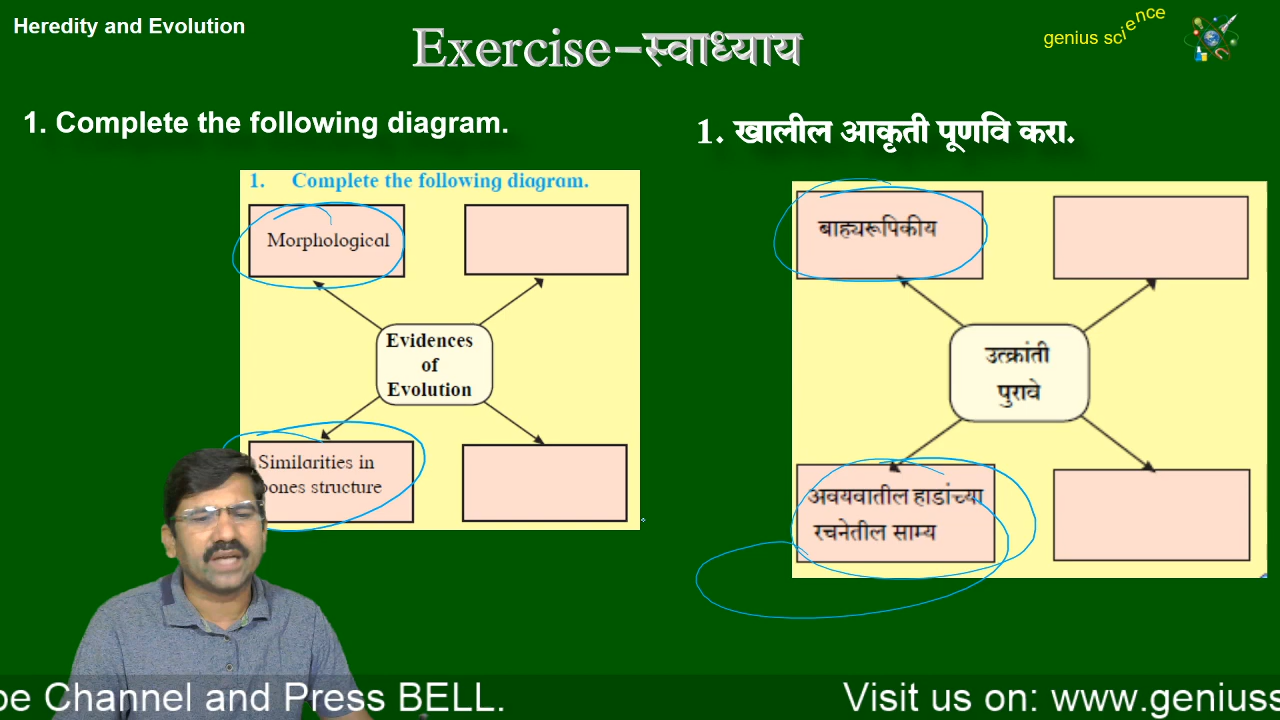 Heredity and Evolution
Exercise-स्वाध्याय
genius science
1. Complete the following diagram.
1. खालील आकृती पूणवि करा.
1. Complete the following diagram.
Morphological
Evidences
of
Evolution
Similarities in
bones structure
बाह्यरूपिकीय
उत्क्रांती
पुरावे
अवयवातील हाडांच्या
रचनेतील साम्य
be Channel and Press BELL.
Visit us on: www.geniuss